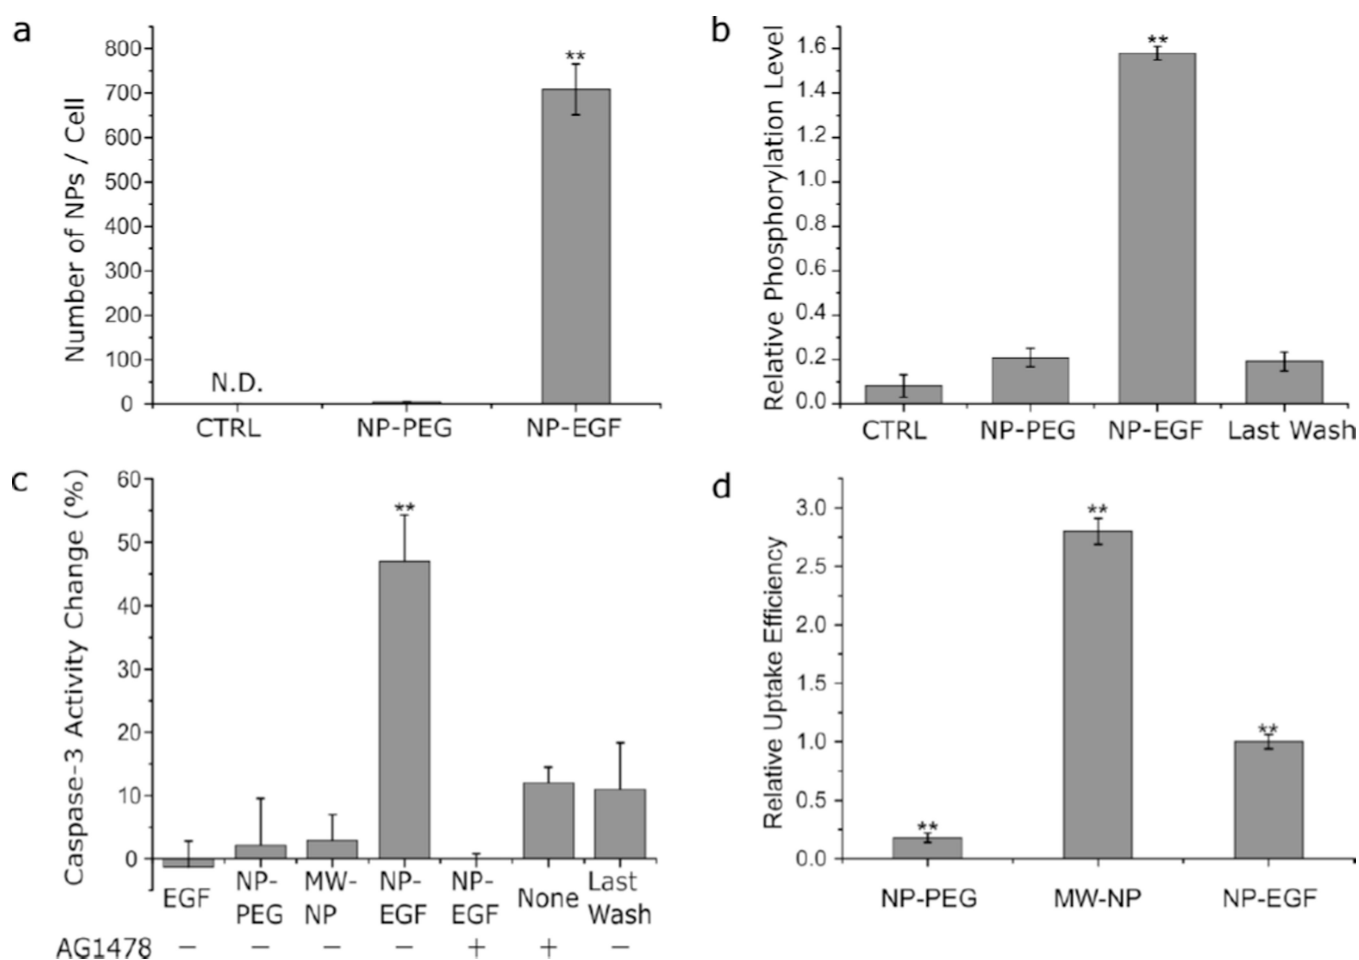 a
Number of NPs / Cell
800
700
600
500
400
300
200
100
0
N.D.
**
CTRL
NP-PEG
NP-EGF
b
Relative Phosphorylation Level
1.6
1.4
1.2
1.0
0.8
0.6
0.4
0.2
0.0
**
CTRL
NP-PEG
NP-EGF
Last Wash
c
Caspase-3 Activity Change (%)
60
50
40
30
20
10
0
**
EGF
NP-
PEG
MW-
NP
NP-
EGF
NP-
EGF
None
Last
Wash
AG1478 − − − − + + −
d
Relative Uptake Efficiency
3.0
2.5
2.0
1.5
1.0
0.5
0.0
**
**
**
NP-PEG
MW-NP
NP-EGF